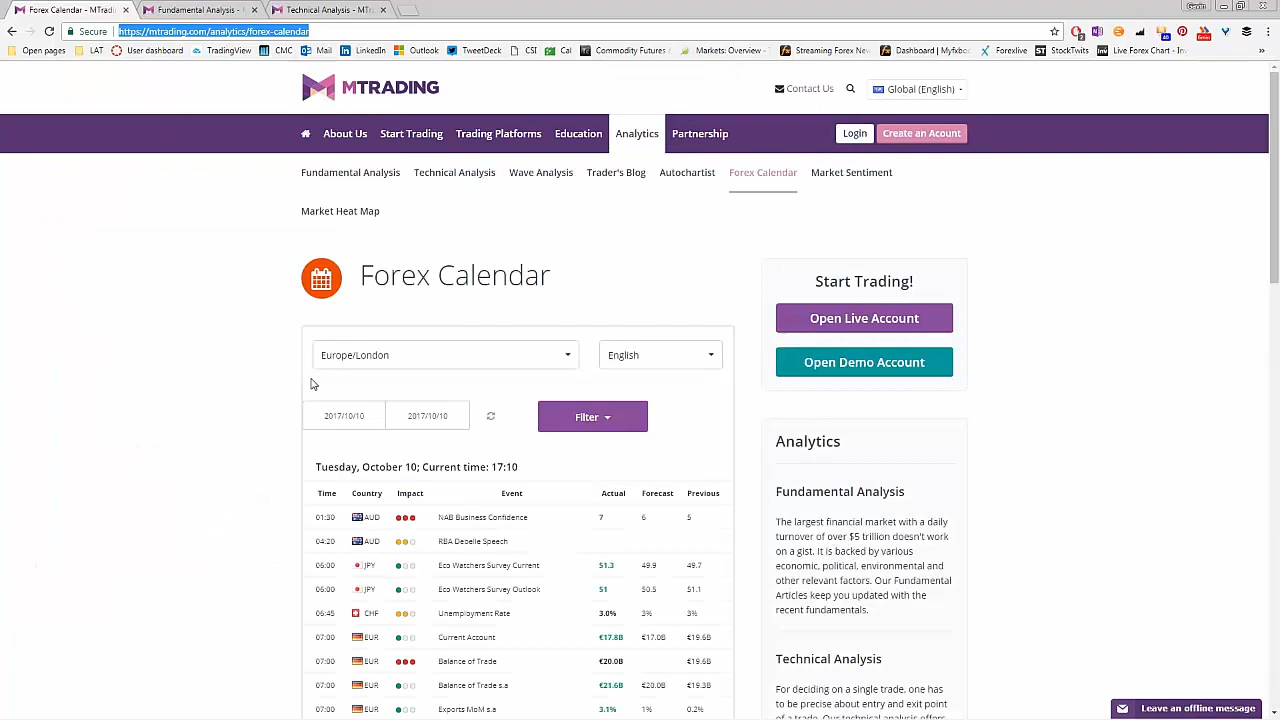 Forex Calendar - MTradin
Fundamental Analysis -
Technical Analysis - MTr
Secure
https://mtrading.com/analytics/forex-calendar
Open pages
LAT
User dashboard
TradingView
CMC
Mail
LinkedIn
Outlook
TweetDeck
CSI
Cal
Commodity Futures
Markets: Overview -
Streaming Forex New
Dashboard | Myfxbo
Forexlive
StockTwits
Live Forex Chart - Inv
MTRADING
Contact Us
Global (English)
About Us
Start Trading
Trading Platforms
Education
Analytics
Partnership
Login
Create an Acount
Fundamental Analysis
Technical Analysis
Wave Analysis
Trader's Blog
Autochartist
Forex Calendar
Market Sentiment
Market Heat Map
Forex Calendar
Europe/London
English
2017/10/10
2017/10/10
Filter
Tuesday, October 10; Current time: 17:10
Time Country Impact Event Actual Forecast Previous
01:30 AUD NAB Business Confidence 7 6 5
04:20 AUD RBA Debelle Speech
06:00 JPY Eco Watchers Survey Current 51.3 49.9 49.7
06:00 JPY Eco Watchers Survey Outlook 51 50.5 51.1
06:45 CHF Unemployment Rate 3.0% 3% 3%
07:00 EUR Current Account €17.8B €17.0B €19.6B
07:00 EUR Balance of Trade €20.0B €19.6B
07:00 EUR Balance of Trade s.a €21.6B €20.0B €19.3B
07:00 EUR Exports MoM s.a 3.1% 1% 0.2%
Start Trading!
Open Live Account
Open Demo Account
Analytics
Fundamental Analysis
The largest financial market with a daily
turnover of over $5 trillion doesn't work
on a gist. It is backed by various
economic, political, environmental and
other relevant factors. Our Fundamental
Articles keep you updated with the
recent fundamentals.
Technical Analysis
For deciding on a single trade, one has
to be precise about entry and exit point
of a trade. Our technical analysis offers
Leave an offline message